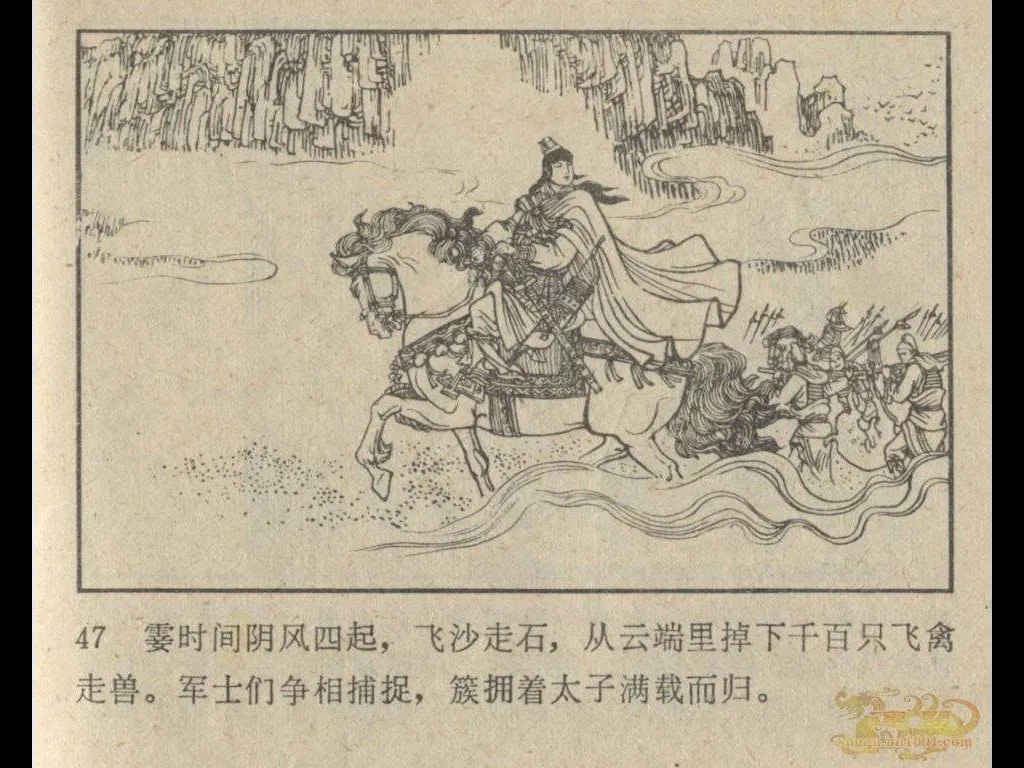 47 霎时间阴风四起，飞沙走石，从云端里掉下千百只飞禽
走兽。军士们争相捕捉，簇拥着太子满载而归。